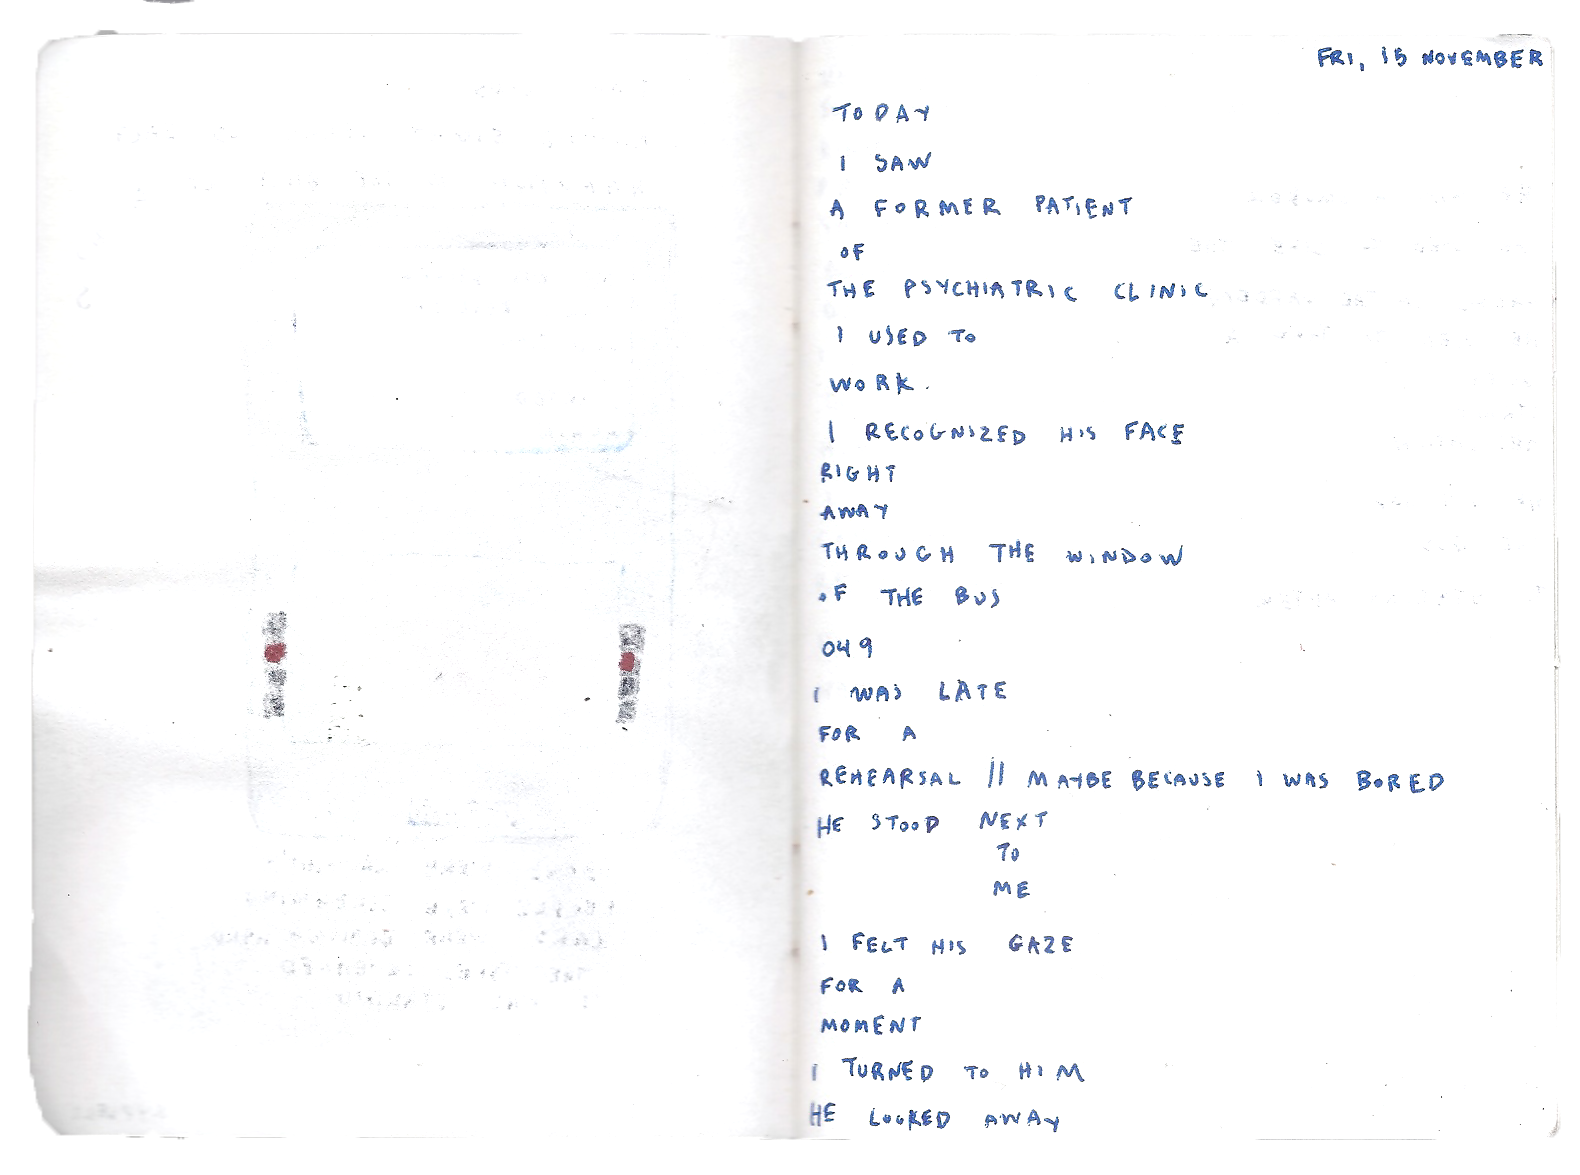 FRI, 15 NOVEMBER
TODAY
I SAW
A FORMER PATIENT
OF
THE PSYCHIATRIC CLINIC
I USED TO
WORK.
I RECOGNIZED HIS FACE
RIGHT
AWAY
THROUGH THE WINDOW
OF THE BUS
049
I WAS LATE
FOR A
REHEARSAL || MAYBE BECAUSE I WAS BORED
HE STOOD NEXT
TO
ME
I FELT HIS GAZE
FOR A
MOMENT
I TURNED TO HIM
HE LOOKED AWAY